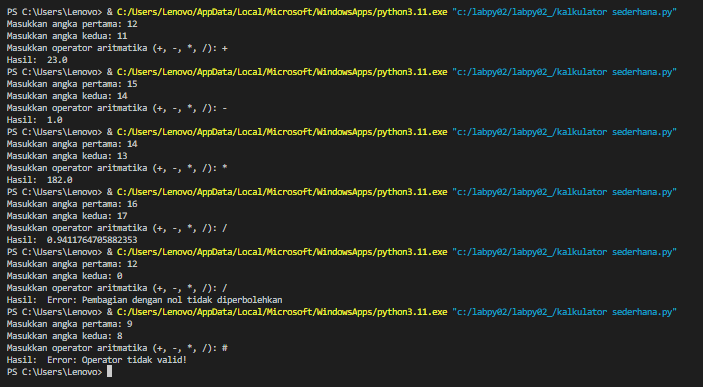 PS C:\Users\Lenovo> & C:/Users/Lenovo/AppData/Local/Microsoft/WindowsApps/python3.11.exe "c:/labpy02/labpy02_/kalkulator sederhana.py"
Masukkan angka pertama: 12
Masukkan angka kedua: 11
Masukkan operator aritmatika (+, -, *, /): +
Hasil:  23.0
PS C:\Users\Lenovo> & C:/Users/Lenovo/AppData/Local/Microsoft/WindowsApps/python3.11.exe "c:/labpy02/labpy02_/kalkulator sederhana.py"
Masukkan angka pertama: 15
Masukkan angka kedua: 14
Masukkan operator aritmatika (+, -, *, /): -
Hasil:  1.0
PS C:\Users\Lenovo> & C:/Users/Lenovo/AppData/Local/Microsoft/WindowsApps/python3.11.exe "c:/labpy02/labpy02_/kalkulator sederhana.py"
Masukkan angka pertama: 14
Masukkan angka kedua: 13
Masukkan operator aritmatika (+, -, *, /): *
Hasil:  182.0
PS C:\Users\Lenovo> & C:/Users/Lenovo/AppData/Local/Microsoft/WindowsApps/python3.11.exe "c:/labpy02/labpy02_/kalkulator sederhana.py"
Masukkan angka pertama: 16
Masukkan angka kedua: 17
Masukkan operator aritmatika (+, -, *, /): /
Hasil:  0.9411764705882353
PS C:\Users\Lenovo> & C:/Users/Lenovo/AppData/Local/Microsoft/WindowsApps/python3.11.exe "c:/labpy02/labpy02_/kalkulator sederhana.py"
Masukkan angka pertama: 12
Masukkan angka kedua: 0
Masukkan operator aritmatika (+, -, *, /): /
Hasil:  Error: Pembagian dengan nol tidak diperbolehkan
PS C:\Users\Lenovo> & C:/Users/Lenovo/AppData/Local/Microsoft/WindowsApps/python3.11.exe "c:/labpy02/labpy02_/kalkulator sederhana.py"
Masukkan angka pertama: 9
Masukkan angka kedua: 8
Masukkan operator aritmatika (+, -, *, /): #
Hasil:  Error: Operator tidak valid!
PS C:\Users\Lenovo>